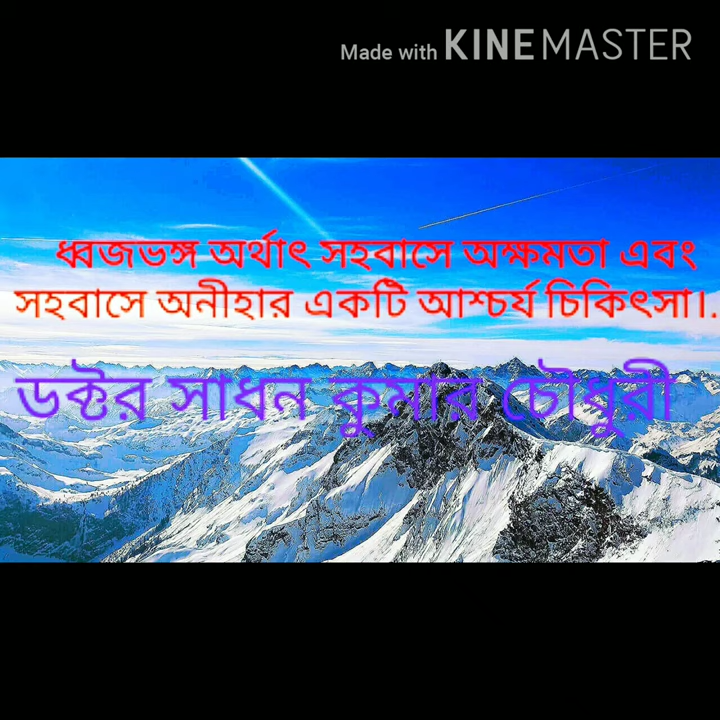 Made with KINEMASTER
ধ্বজভঙ্গ অর্থাৎ সহবাসে অক্ষমতা এবং
সহবাসে অনীহার একটি আশ্চর্য চিকিৎসা।.
ডক্টর সাধন কুমার চৌধুরী